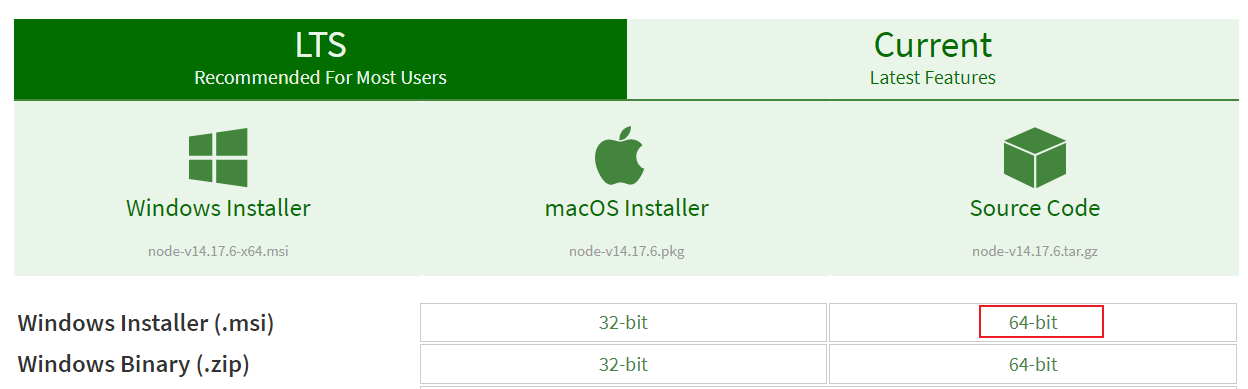 LTS
Recommended For Most Users
Current
Latest Features
Windows Installer
node-v14.17.6-x64.msi
macOS Installer
node-v14.17.6.pkg
Source Code
node-v14.17.6.tar.gz
Windows Installer (.msi) 32-bit 64-bit
Windows Binary (.zip) 32-bit 64-bit